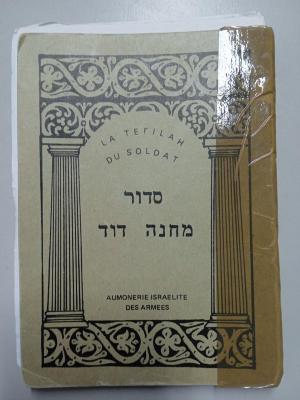 LA TEFILAH
DU SOLDAT
סדור
מחנה דוד
AUMONERIE ISRAELITE
DES ARMEES